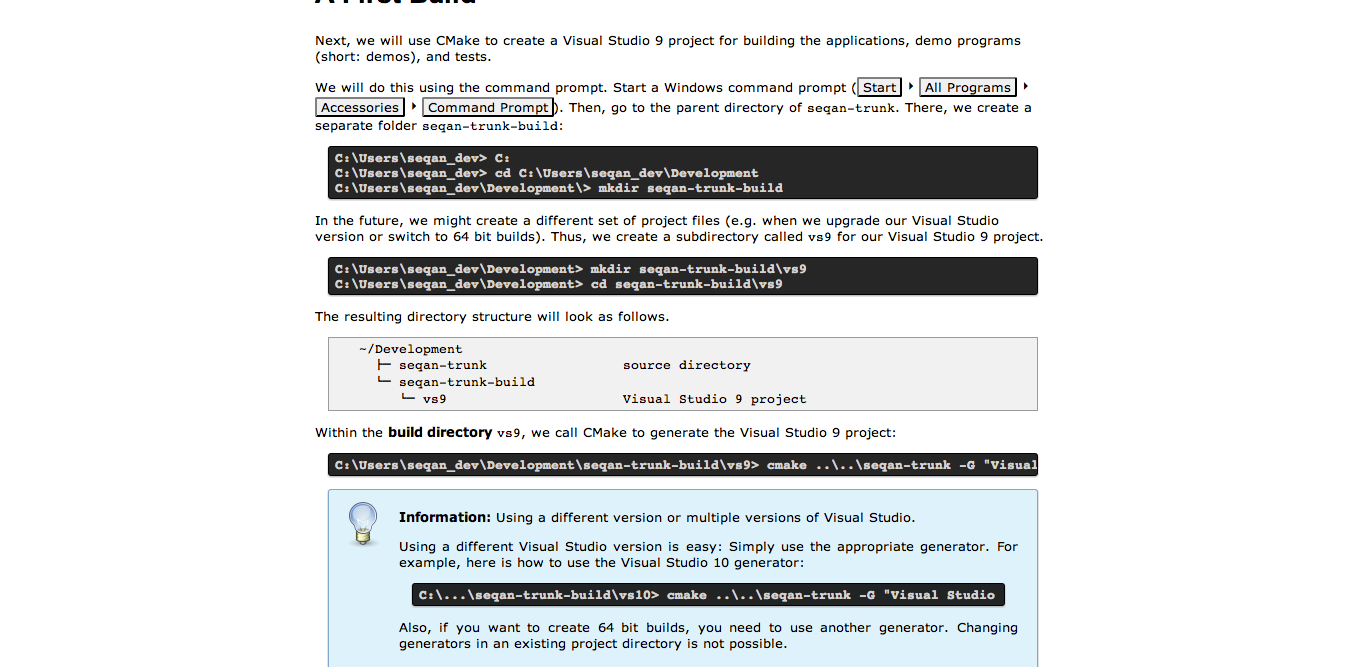 A First Build
Next, we will use CMake to create a Visual Studio 9 project for building the applications, demo programs
(short: demos), and tests.
We will do this using the command prompt. Start a Windows command prompt (Start ‣ All Programs ‣
Accessories ‣ Command Prompt). Then, go to the parent directory of seqan-trunk. There, we create a
separate folder seqan-trunk-build:
C:\Users\seqan_dev> C:
C:\Users\seqan_dev> cd C:\Users\seqan_dev\Development
C:\Users\seqan_dev\Development\> mkdir seqan-trunk-build
In the future, we might create a different set of project files (e.g. when we upgrade our Visual Studio
version or switch to 64 bit builds). Thus, we create a subdirectory called vs9 for our Visual Studio 9 project.
C:\Users\seqan_dev\Development> mkdir seqan-trunk-build\vs9
C:\Users\seqan_dev\Development> cd seqan-trunk-build\vs9
The resulting directory structure will look as follows.
~/Development
├─ seqan-trunk source directory
└─ seqan-trunk-build
└─ vs9 Visual Studio 9 project
Within the build directory vs9, we call CMake to generate the Visual Studio 9 project:
C:\Users\seqan_dev\Development\seqan-trunk-build\vs9> cmake ..\..\seqan-trunk -G "Visual
Information: Using a different version or multiple versions of Visual Studio.
Using a different Visual Studio version is easy: Simply use the appropriate generator. For
example, here is how to use the Visual Studio 10 generator:
C:\...\seqan-trunk-build\vs10> cmake ..\..\seqan-trunk -G "Visual Studio
Also, if you want to create 64 bit builds, you need to use another generator. Changing
generators in an existing project directory is not possible.